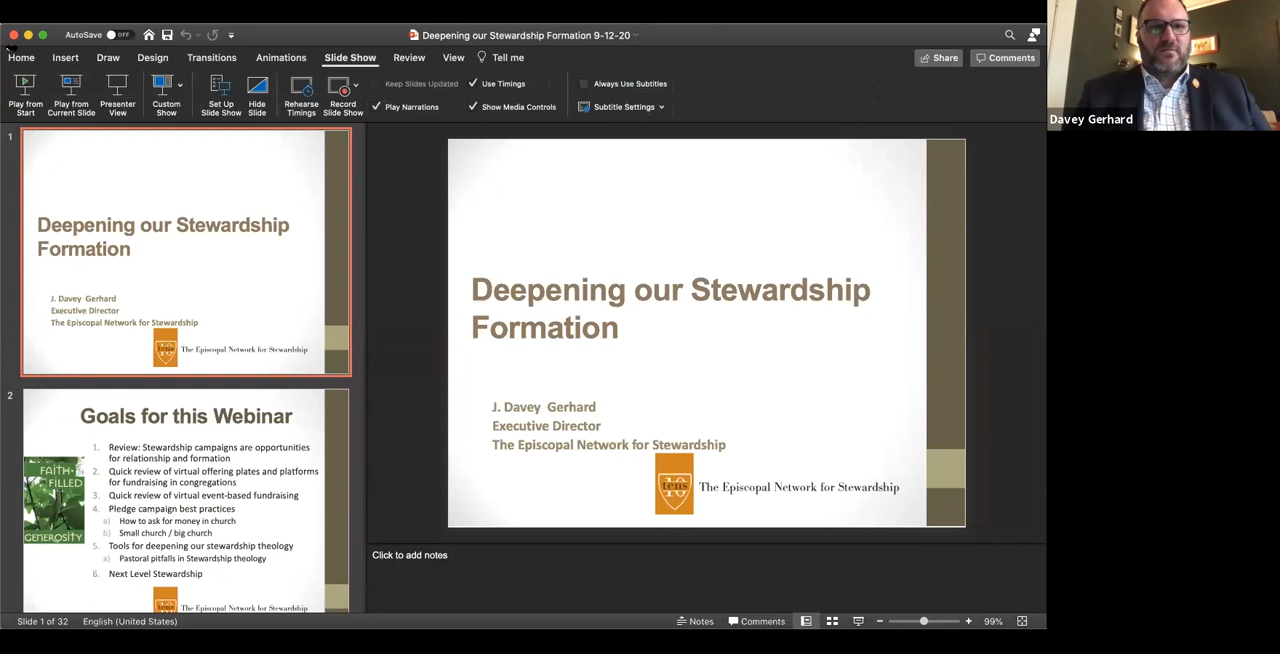 AutoSave OFF
Deepening our Stewardship Formation 9-12-20
Home Insert Draw Design Transitions Animations Slide Show Review View Tell me
Share Comments
Play from Start
Play from Current Slide
Presenter View
Custom Show
Set Up Slide Show
Hide Slide
Rehearse Timings
Record Slide Show
Keep Slides Updated
Use Timings
Play Narrations
Show Media Controls
Always Use Subtitles
Subtitle Settings
Davey Gerhard
1
Deepening our Stewardship
Formation
J. Davey Gerhard
Executive Director
The Episcopal Network for Stewardship
The Episcopal Network for Stewardship
2
Goals for this Webinar
FAITH-
FILLED
GENEROSITY
1. Review: Stewardship campaigns are opportunities
for relationship and formation
2. Quick review of virtual offering plates and platforms
for fundraising in congregations
3. Quick review of virtual event-based fundraising
4. Pledge campaign best practices
a) How to ask for money in church
b) Small church / big church
5. Tools for deepening our stewardship theology
a) Pastoral pitfalls in Stewardship theology
6. Next Level Stewardship
The Episcopal Network for Stewardship
Deepening our Stewardship
Formation
J. Davey Gerhard
Executive Director
The Episcopal Network for Stewardship
tens
10
The Episcopal Network for Stewardship
Click to add notes
Slide 1 of 32 English (United States)
Notes Comments 99%